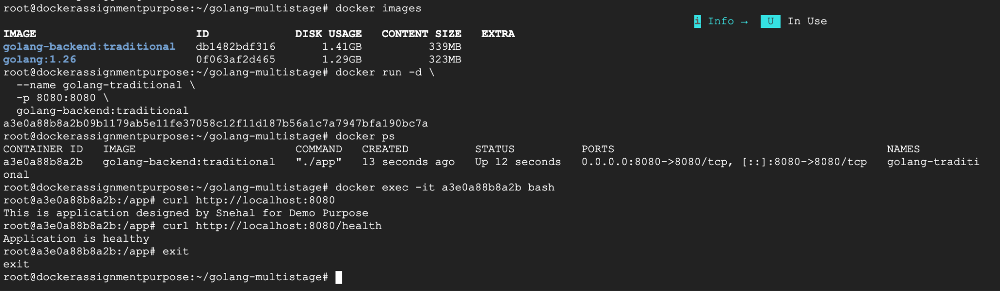 root@dockerassignmentpurpose:~/golang-multistage# docker images
i Info → U In Use
IMAGE ID DISK USAGE CONTENT SIZE EXTRA
golang-backend:traditional db1482bdf316 1.41GB 339MB
golang:1.26 0f063af2d465 1.29GB 323MB
root@dockerassignmentpurpose:~/golang-multistage# docker run -d \
--name golang-traditional \
-p 8080:8080 \
golang-backend:traditional
a3e0a88b8a2b09b1179ab5e11fe37058c12f11d187b56a1c7a7947bfa190bc7a
root@dockerassignmentpurpose:~/golang-multistage# docker ps
CONTAINER ID IMAGE COMMAND CREATED STATUS PORTS NAMES
a3e0a88b8a2b golang-backend:traditional "./app" 13 seconds ago Up 12 seconds 0.0.0.0:8080->8080/tcp, [::]:8080->8080/tcp golang-traditi
onal
root@dockerassignmentpurpose:~/golang-multistage# docker exec -it a3e0a88b8a2b bash
root@a3e0a88b8a2b:/app# curl http://localhost:8080
This is application designed by Snehal for Demo Purpose
root@a3e0a88b8a2b:/app# curl http://localhost:8080/health
Application is healthy
root@a3e0a88b8a2b:/app# exit
exit
root@dockerassignmentpurpose:~/golang-multistage#